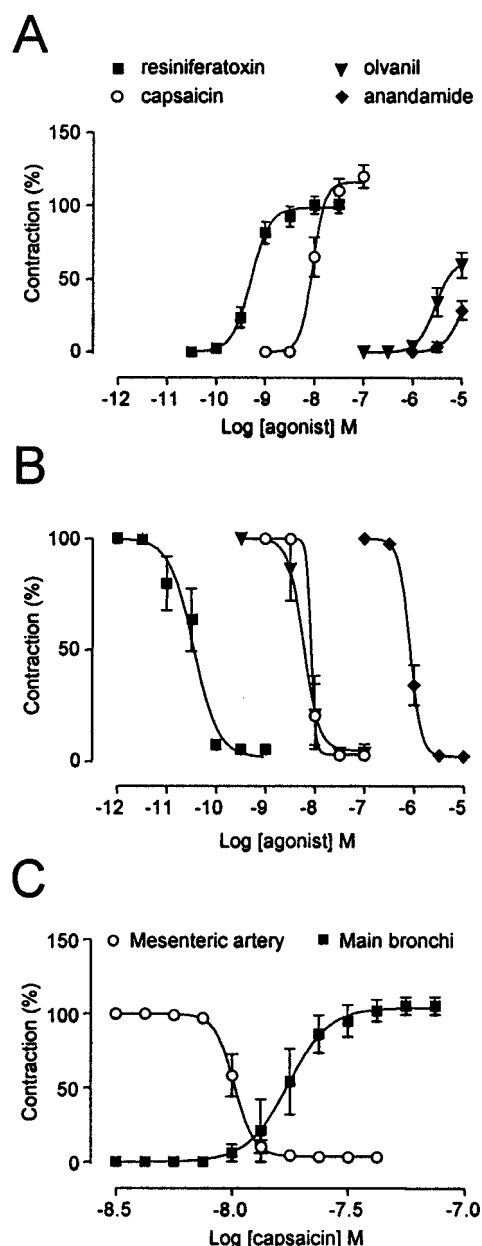 A
■ resiniferatoxin ▼ olvanil
○ capsaicin ◆ anandamide
150
100
50
0
Contraction (%)
-12 -11 -10 -9 -8 -7 -6 -5
Log [agonist] M
B
100
50
0
Contraction (%)
-12 -11 -10 -9 -8 -7 -6 -5
Log [agonist] M
C
150
○ Mesenteric artery ■ Main bronchi
100
50
0
Contraction (%)
-8.5 -8.0 -7.5 -7.0
Log [capsaicin] M